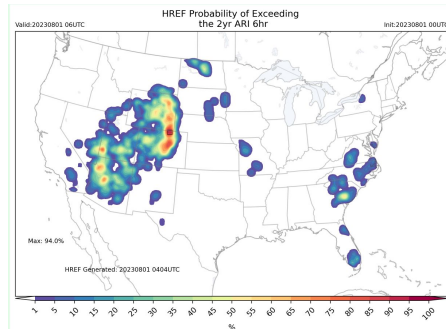 HREF Probability of Exceeding
the 2yr ARI 6hr
Valid:20230801 06UTC
Init:20230801 00UTC
Max: 94.0%
HREF Generated: 20230801 0404UTC
1 5 10 15 20 25 30 35 40 45 50 55 60 65 70 75 80 85 90 95 100
%